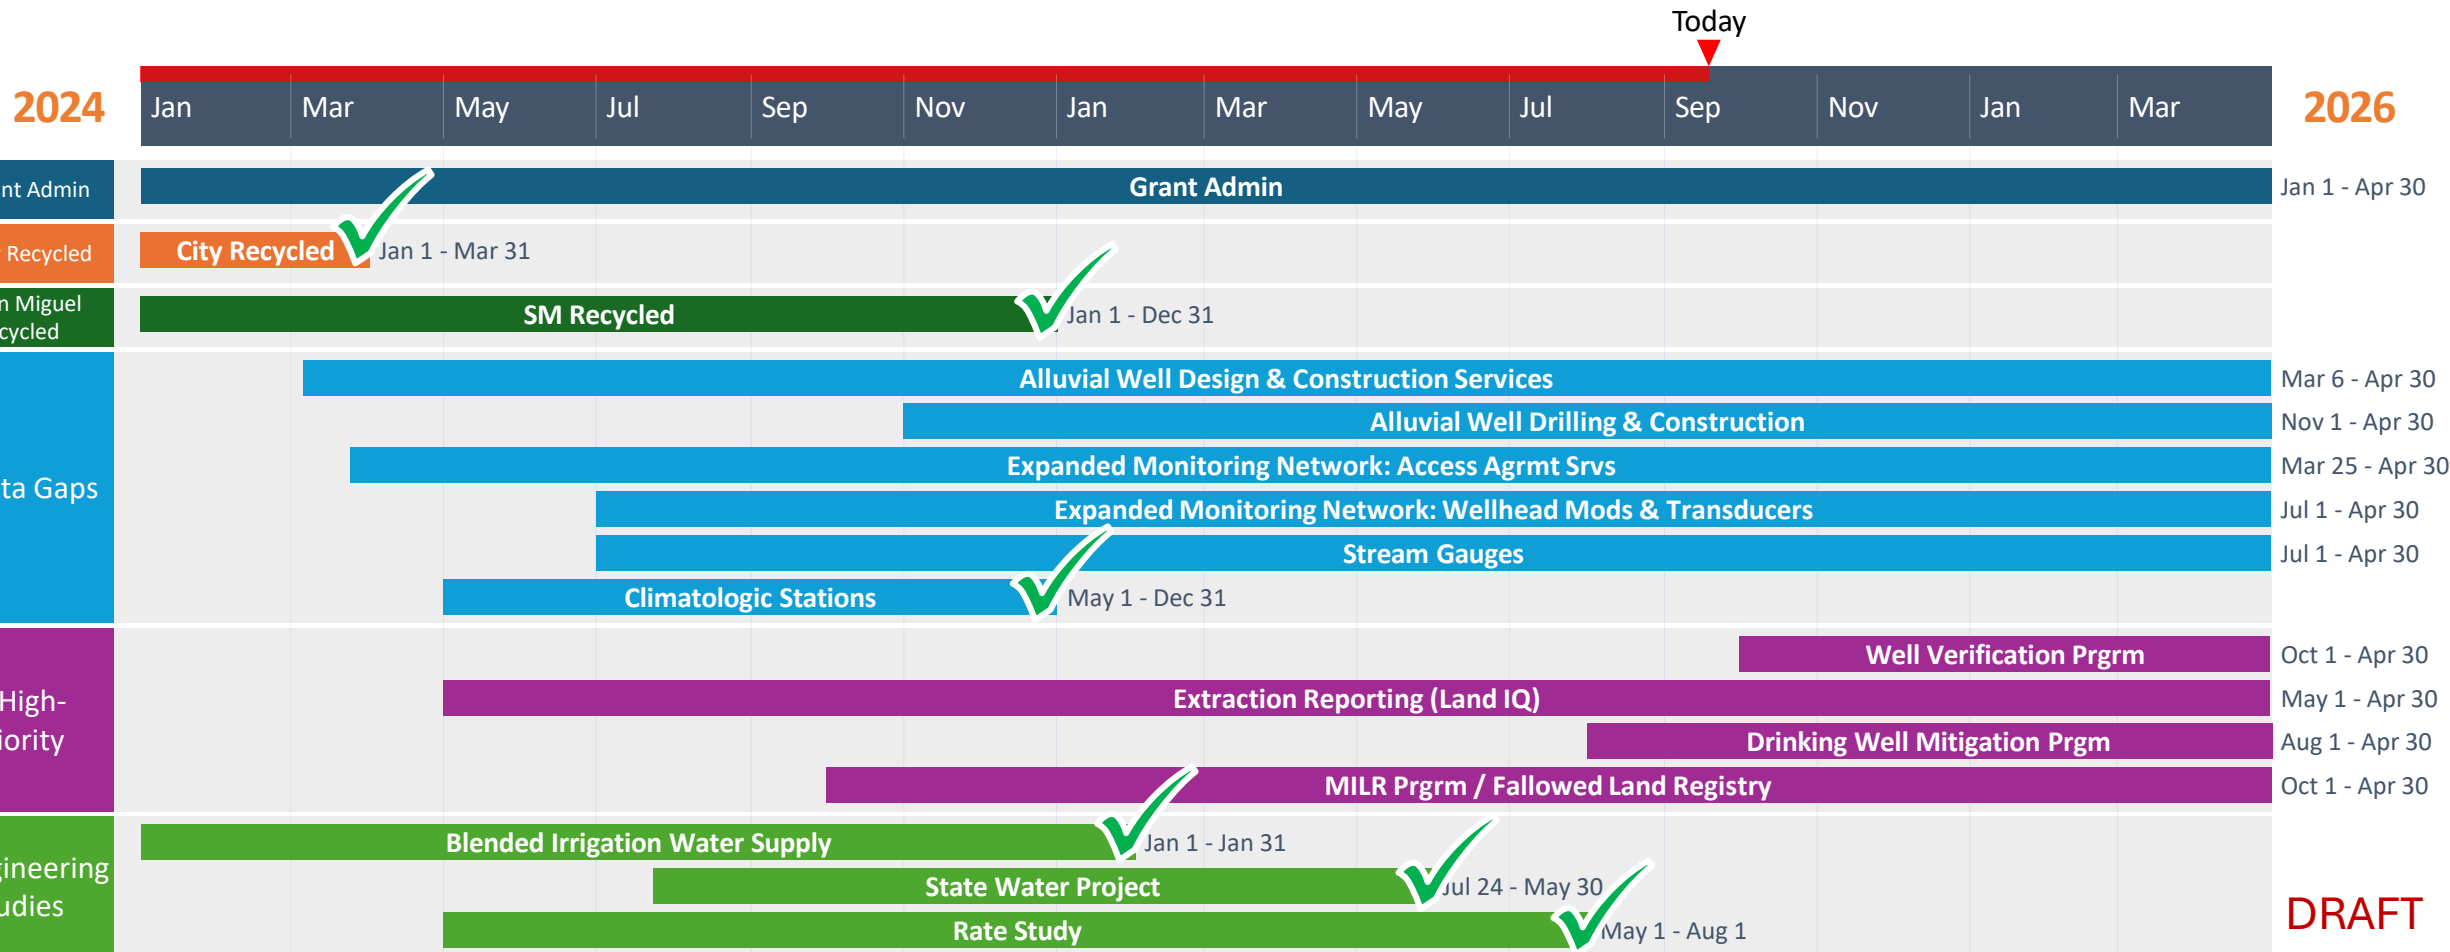 Today
2024
Jan Mar May Jul Sep Nov Jan Mar May Jul Sep Nov Jan Mar
2026
nt Admin
Grant Admin
Jan 1 - Apr 30
Recycled
City Recycled
Jan 1 - Mar 31
n Miguel
cycled
SM Recycled
Jan 1 - Dec 31
ta Gaps
Alluvial Well Design & Construction Services
Mar 6 - Apr 30
Alluvial Well Drilling & Construction
Nov 1 - Apr 30
Expanded Monitoring Network: Access Agrmt Srvs
Mar 25 - Apr 30
Expanded Monitoring Network: Wellhead Mods & Transducers
Jul 1 - Apr 30
Stream Gauges
Jul 1 - Apr 30
Climatologic Stations
May 1 - Dec 31
High-
iority
Well Verification Prgrm
Oct 1 - Apr 30
Extraction Reporting (Land IQ)
May 1 - Apr 30
Drinking Well Mitigation Prgm
Aug 1 - Apr 30
MILR Prgrm / Fallowed Land Registry
Oct 1 - Apr 30
gineering
udies
Blended Irrigation Water Supply
Jan 1 - Jan 31
State Water Project
Jul 24 - May 30
Rate Study
May 1 - Aug 1
DRAFT